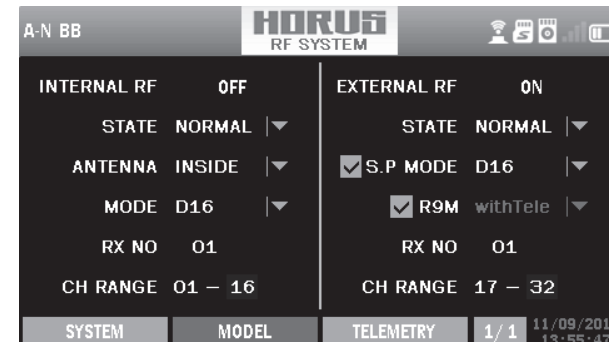 A-N BB
HORUS
RF SYSTEM
INTERNAL RF OFF
STATE NORMAL
ANTENNA INSIDE
MODE D16
RX NO 01
CH RANGE 01 – 16
EXTERNAL RF ON
STATE NORMAL
S.P MODE D16
R9M withTele
RX NO 01
CH RANGE 17 – 32
SYSTEM MODEL TELEMETRY 1/1
11/09/201
13:55:47